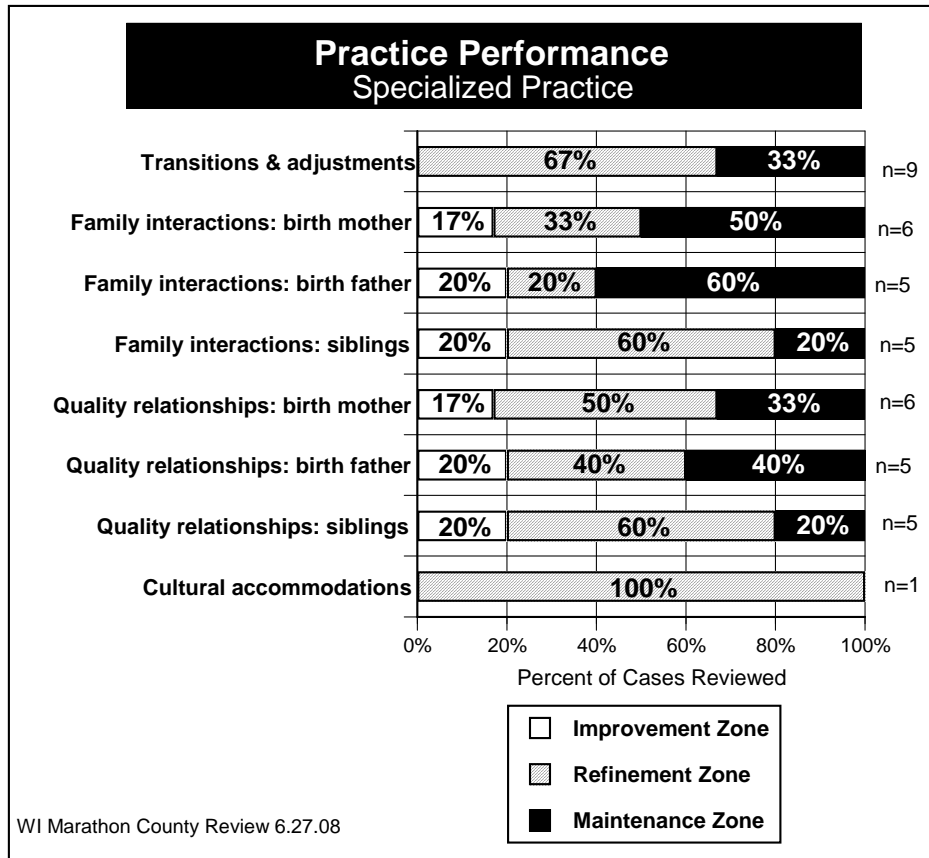 Practice Performance
Specialized Practice
Transitions & adjustments 67% 33% n=9
Family interactions: birth mother 17% 33% 50% n=6
Family interactions: birth father 20% 20% 60% n=5
Family interactions: siblings 20% 60% 20% n=5
Quality relationships: birth mother 17% 50% 33% n=6
Quality relationships: birth father 20% 40% 40% n=5
Quality relationships: siblings 20% 60% 20% n=5
Cultural accommodations 100% n=1
0% 20% 40% 60% 80% 100%
Percent of Cases Reviewed
Improvement Zone
Refinement Zone
Maintenance Zone
WI Marathon County Review 6.27.08